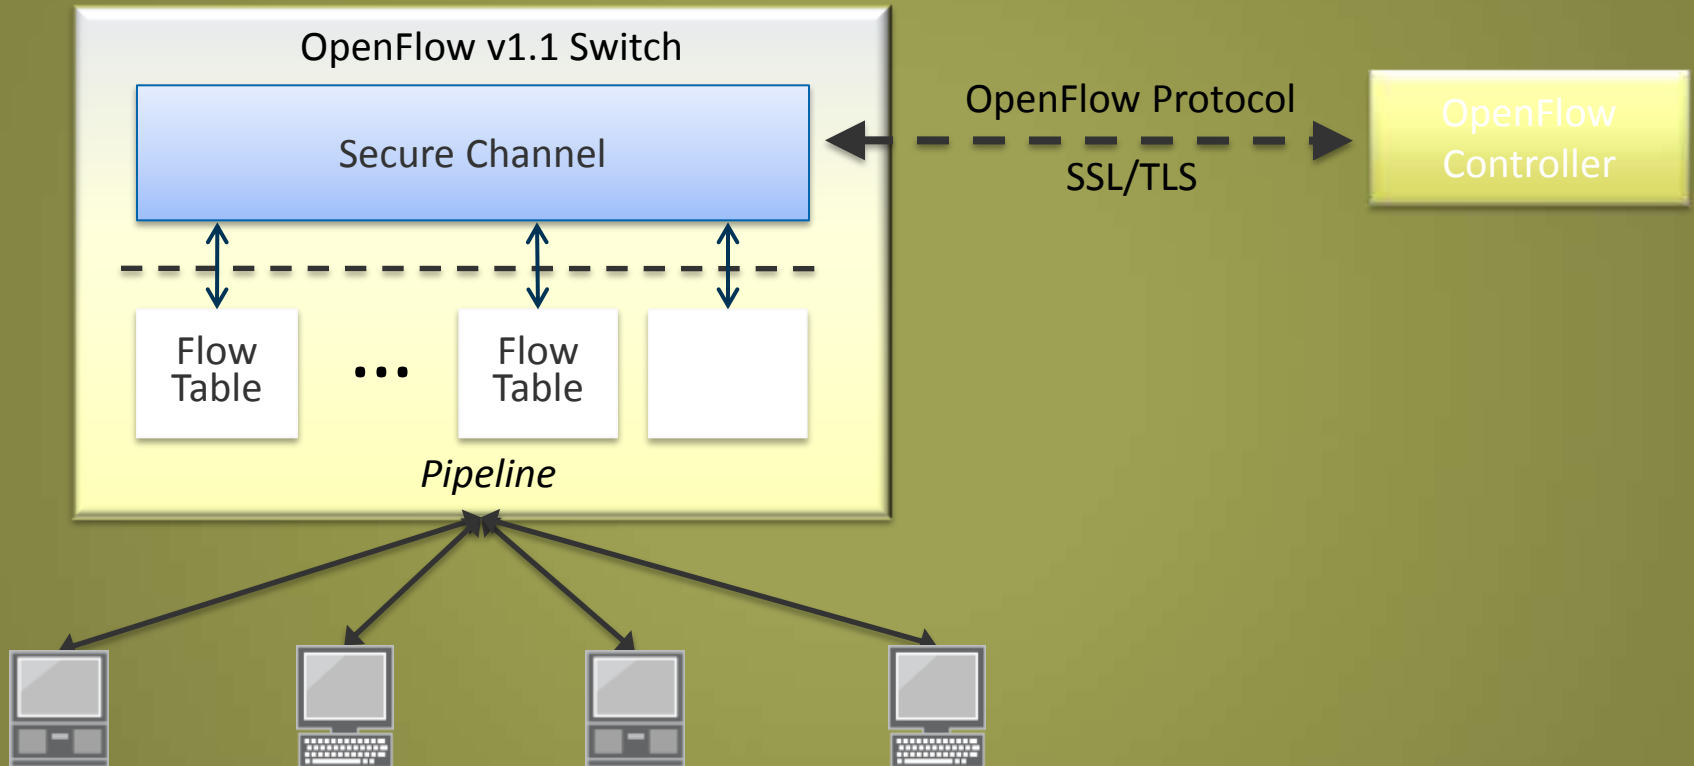 OpenFlow v1.1 Switch
Secure Channel
OpenFlow Protocol
SSL/TLS
OpenFlow
Controller
Flow
Table
...
Flow
Table
Pipeline